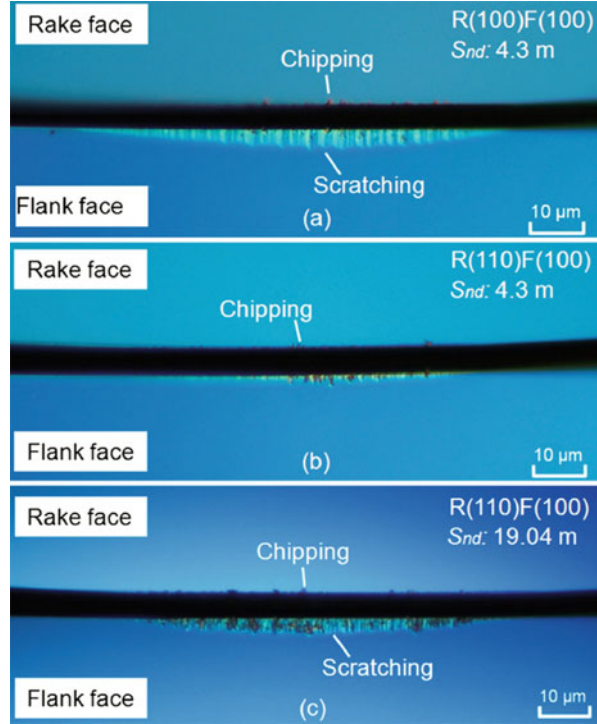 Rake face
R(100)F(100)
Snd: 4.3 m
Chipping
Scratching
Flank face
(a)
10 µm
Rake face
R(110)F(100)
Snd: 4.3 m
Chipping
Flank face
(b)
10 µm
Rake face
R(110)F(100)
Snd: 19.04 m
Chipping
Scratching
Flank face
(c)
10 µm